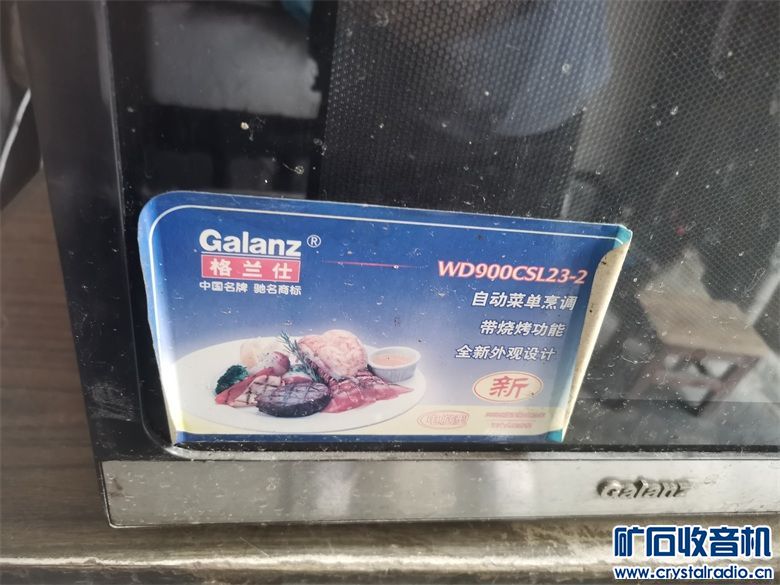 Galanz®
格兰仕
中国名牌 驰名商标
WD900CSL23-2
自动菜单烹调
带烧烤功能
全新外观设计
新
Galanz
矿石收音机
www.crystalradio.cn